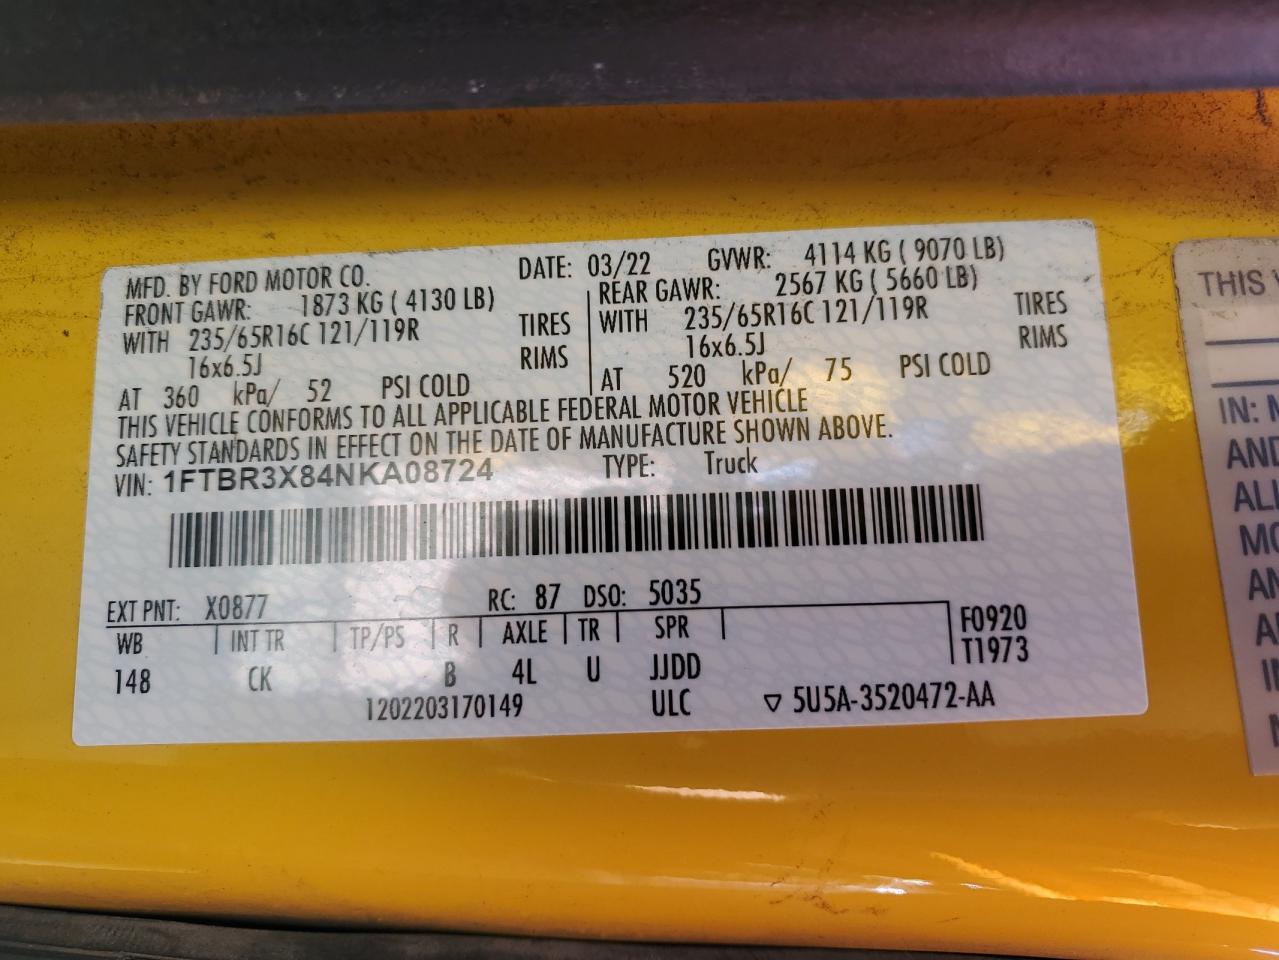 MFD. BY FORD MOTOR CO. DATE: 03/22 GVWR: 4114 KG ( 9070 LB)
FRONT GAWR: 1873 KG ( 4130 LB) REAR GAWR: 2567 KG ( 5660 LB)
WITH 235/65R16C 121/119R TIRES WITH 235/65R16C 121/119R TIRES
16x6.5J RIMS 16x6.5J RIMS
AT 360 kPa/ 52 PSI COLD AT 520 kPa/ 75 PSI COLD
THIS VEHICLE CONFORMS TO ALL APPLICABLE FEDERAL MOTOR VEHICLE
SAFETY STANDARDS IN EFFECT ON THE DATE OF MANUFACTURE SHOWN ABOVE.
VIN: 1FTBR3X84NKA08724 TYPE: Truck
EXT PNT: X0877 RC: 87 DSO: 5035
WB INT TR TP/PS R AXLE TR SPR F0920
148 CK B 4L U JJDD T1973
1202203170149 ULC ▽ 5U5A-3520472-AA
THIS
IN:
AND